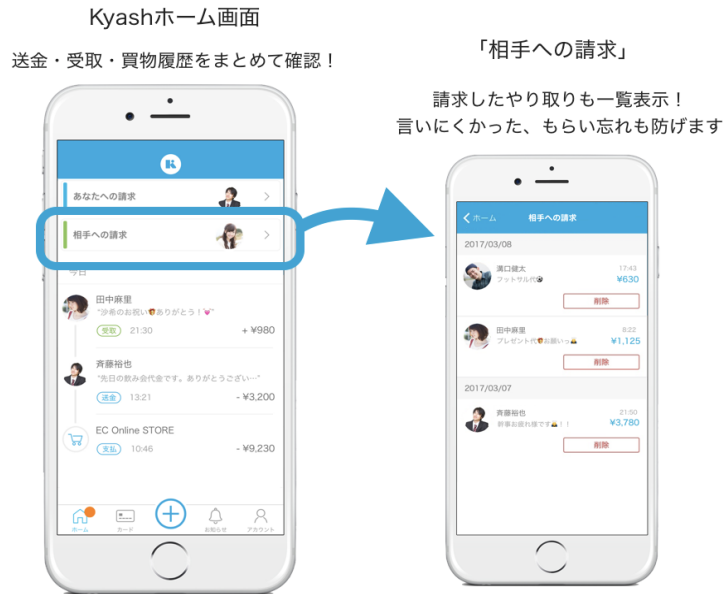 Kyashホーム画面
送金・受取・買物履歴をまとめて確認！
「相手への請求」
請求したやり取りも一覧表示！
言いにくかった、もらい忘れも防げます
あなたへの請求
相手への請求
今日
田中麻里
"沙希のお祝い🎁ありがとう！💓"
受取 21:30 + ¥980
斉藤裕也
"先日の飲み会代金です。ありがとうござい…"
送金 13:21 - ¥3,200
EC Online STORE
支払 10:46 - ¥9,230
ホーム カード お知らせ アカウント
ホーム 相手への請求
2017/03/08
溝口健太 17:43
フットサル代⚽ ¥630
削除
田中麻里 8:22
プレゼント代🎁お願いっ🙇 ¥1,125
削除
2017/03/07
斉藤裕也 21:50
幹事お疲れ様です🙇！！ ¥3,780
削除